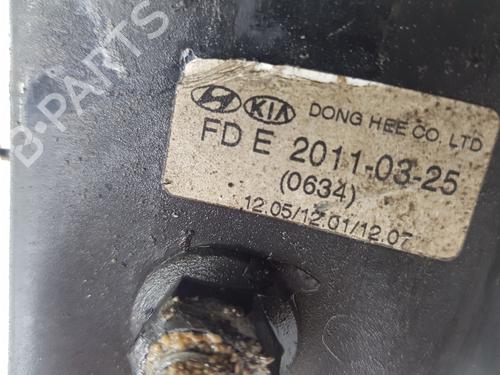 B-PARTS
KIA DONG HEE CO. LTD
FD E 2011-03-25
(0634)
12.05/12.01/12.07